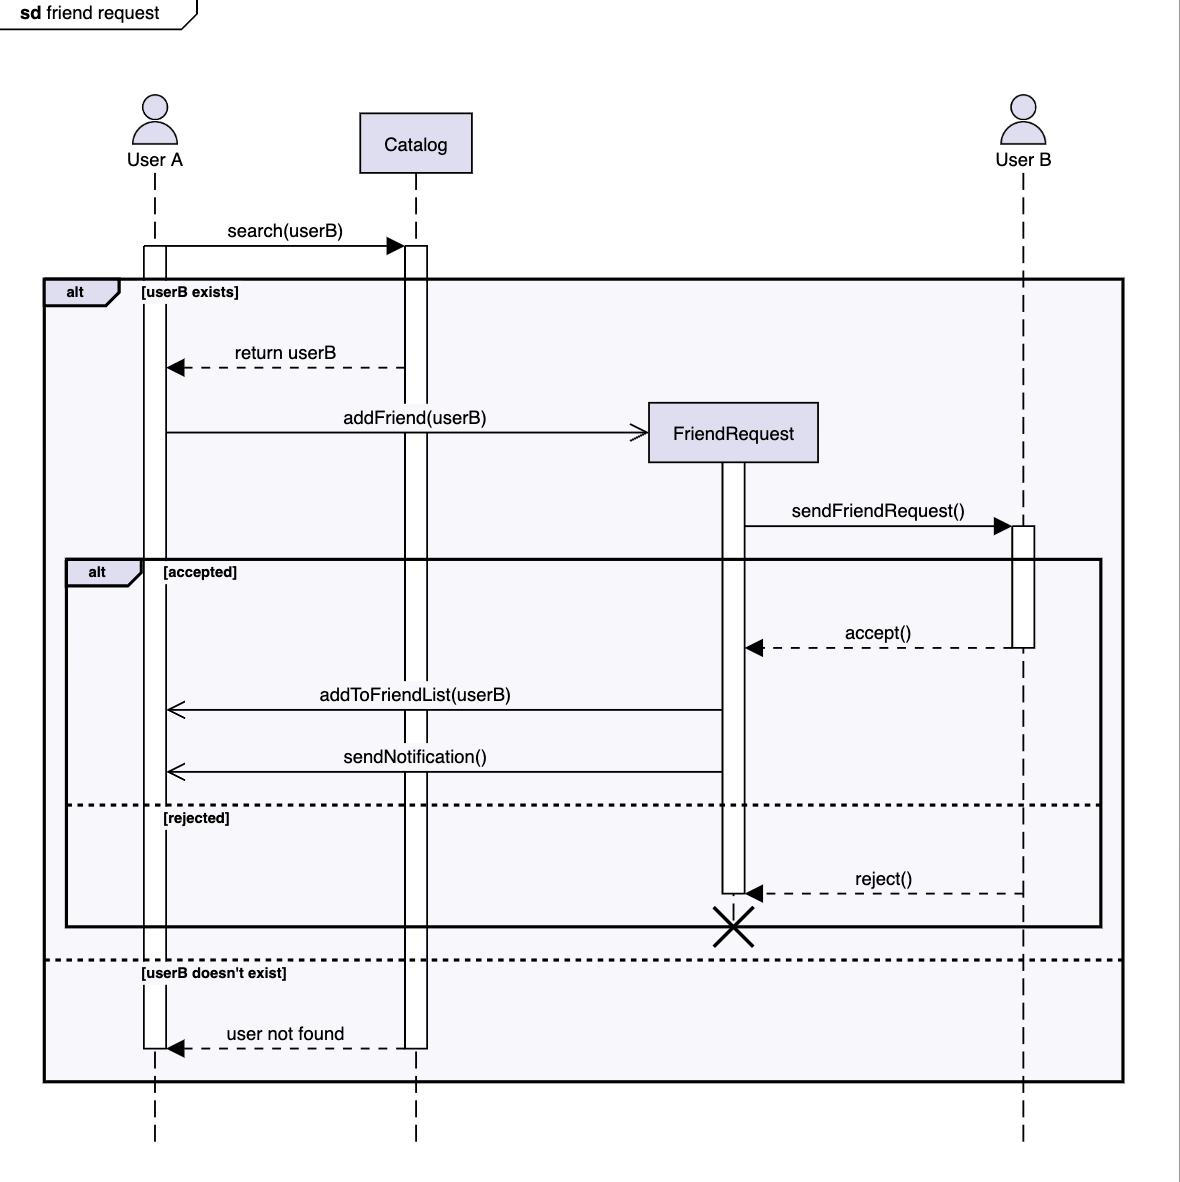 sd friend request
User A
Catalog
User B
search(userB)
alt
[userB exists]
return userB
addFriend(userB)
FriendRequest
sendFriendRequest()
alt
[accepted]
accept()
addToFriendList(userB)
sendNotification()
[rejected]
reject()
[userB doesn't exist]
user not found